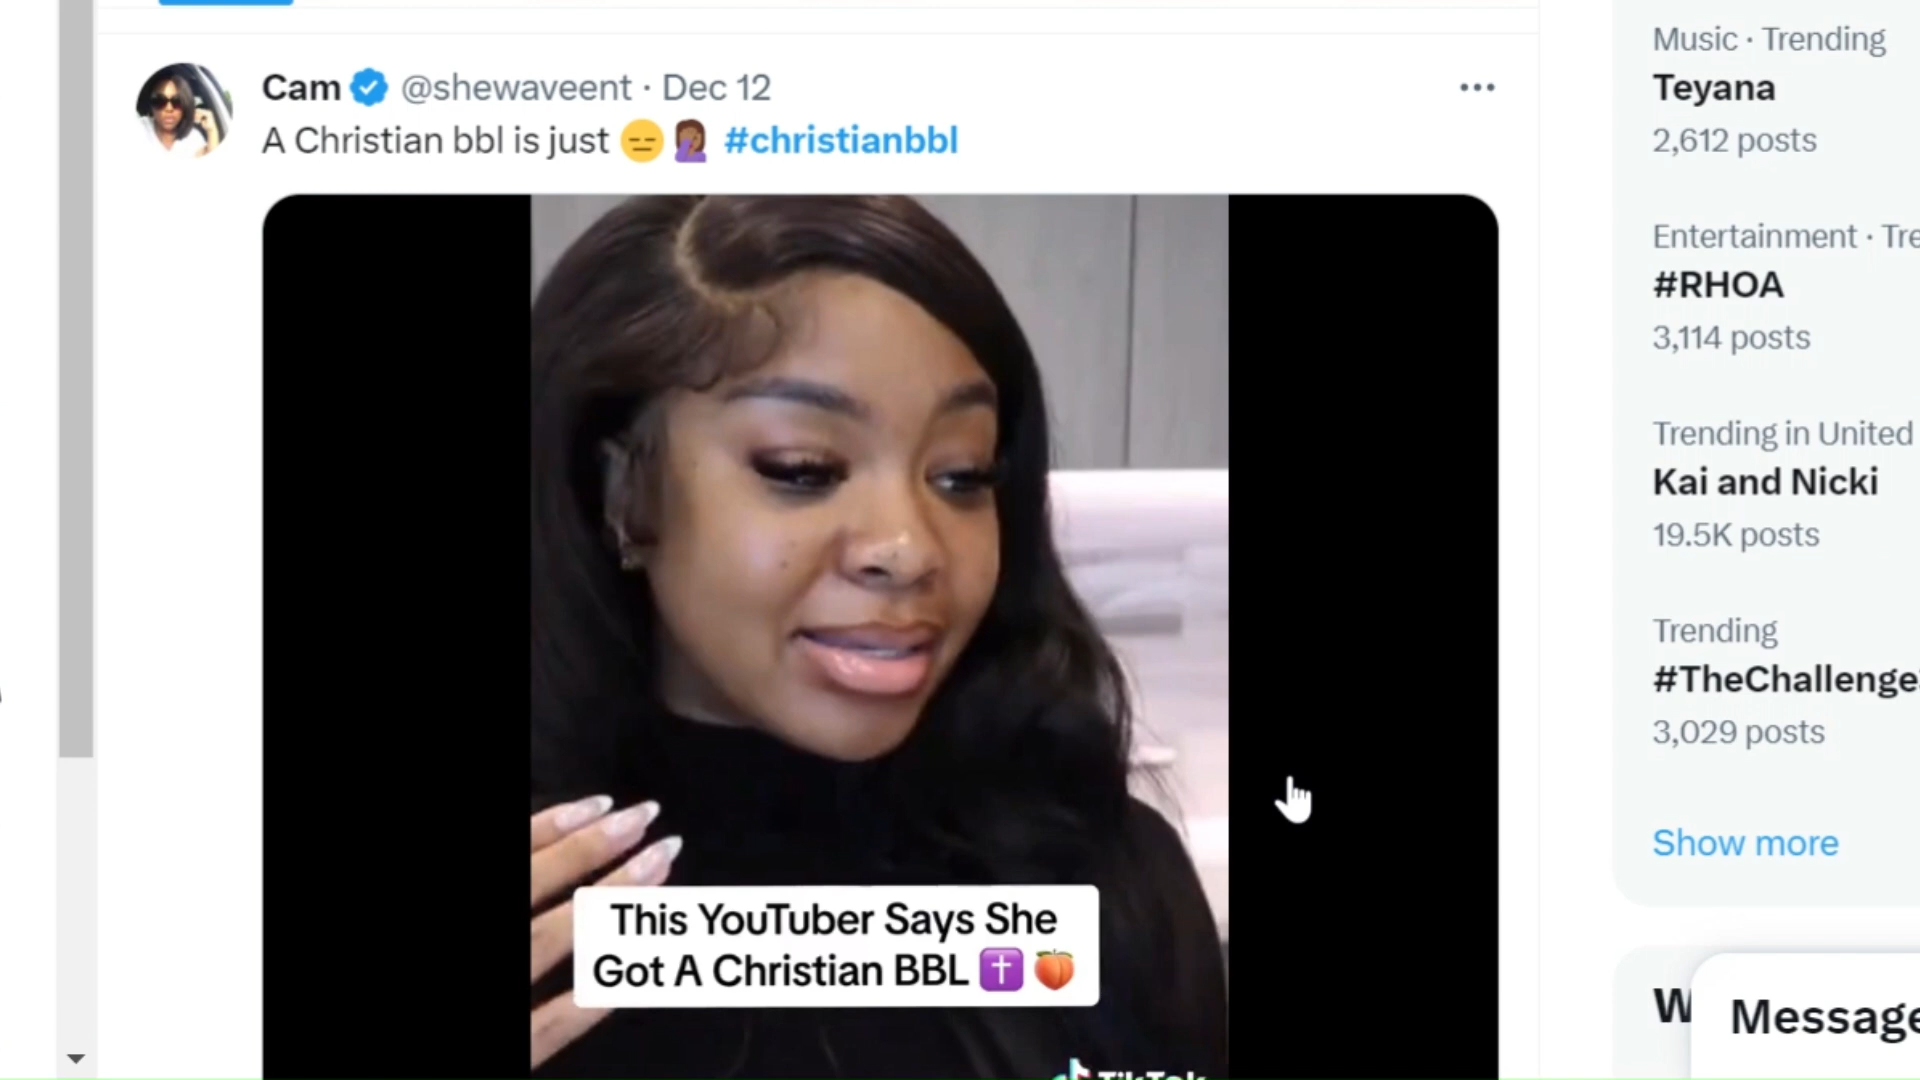 Cam @shewaveent · Dec 12
A Christian bbl is just 😑🤦🏾‍♀️ #christianbbl
This YouTuber Says She
Got A Christian BBL ✝️🍑
TikTok
Music · Trending
Teyana
2,612 posts
Entertainment · Tre
#RHOA
3,114 posts
Trending in United
Kai and Nicki
19.5K posts
Trending
#TheChallenge
3,029 posts
Show more
W
Message